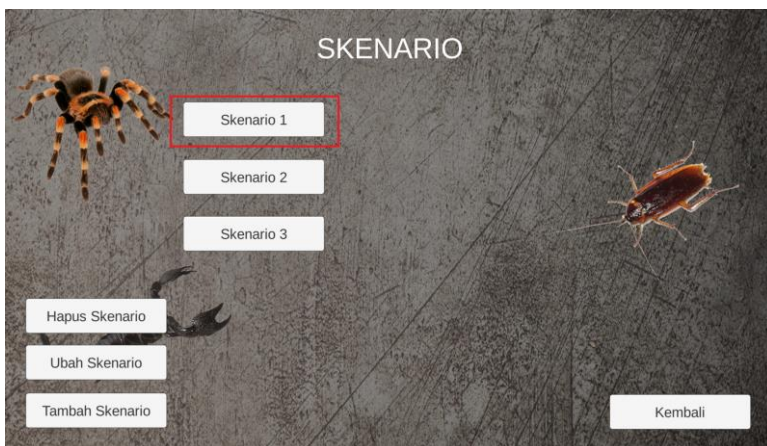 SKENARIO
Skenario 1
Skenario 2
Skenario 3
Hapus Skenario
Ubah Skenario
Tambah Skenario
Kembali